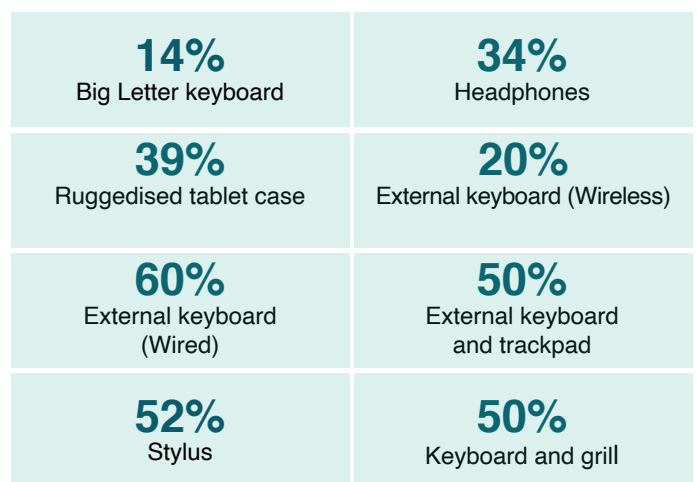 14%
Big Letter keyboard
34%
Headphones
39%
Ruggedised tablet case
20%
External keyboard (Wireless)
60%
External keyboard
(Wired)
50%
External keyboard
and trackpad
52%
Stylus
50%
Keyboard and grill